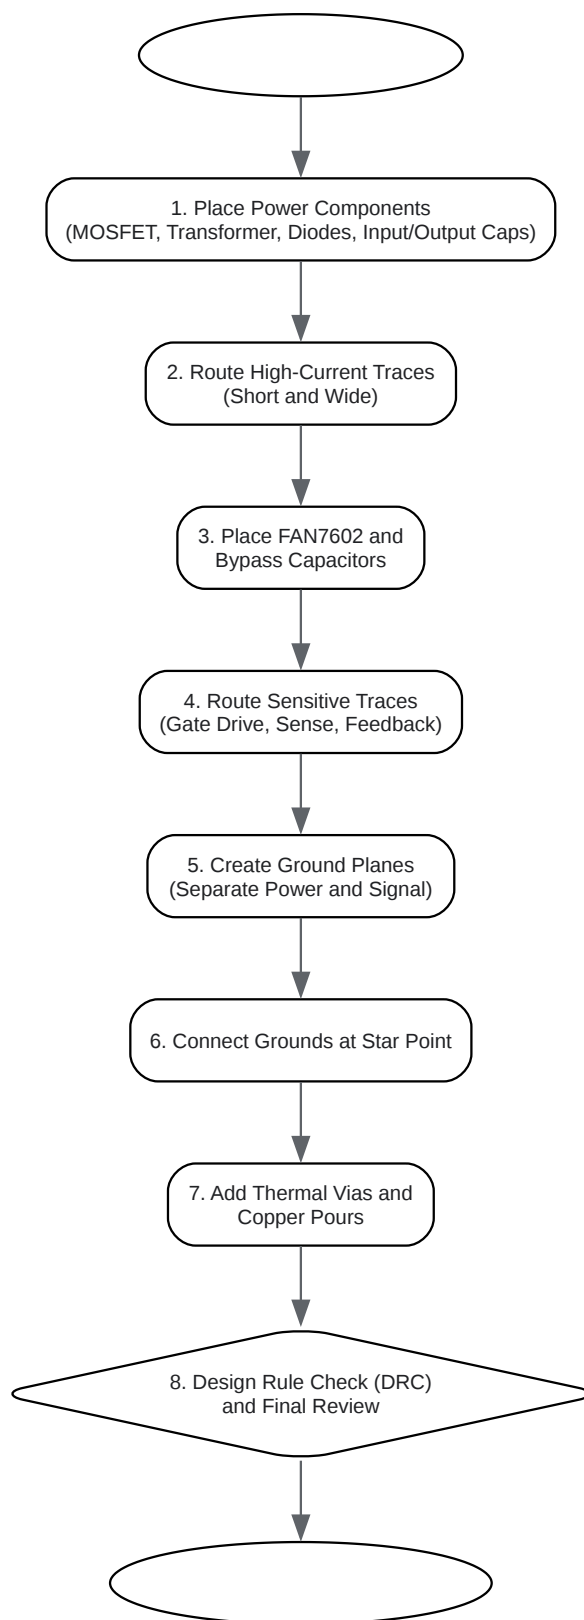 1. Place Power Components
(MOSFET, Transformer, Diodes, Input/Output Caps)
2. Route High-Current Traces
(Short and Wide)
3. Place FAN7602 and
Bypass Capacitors
4. Route Sensitive Traces
(Gate Drive, Sense, Feedback)
5. Create Ground Planes
(Separate Power and Signal)
6. Connect Grounds at Star Point
7. Add Thermal Vias and
Copper Pours
8. Design Rule Check (DRC)
and Final Review